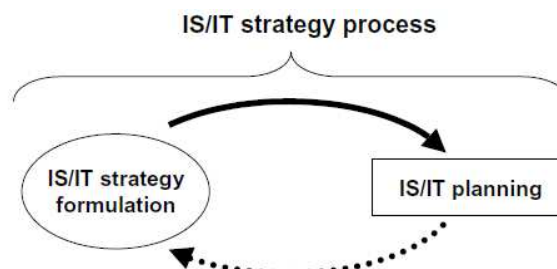 IS/IT strategy process
IS/IT strategy
formulation
IS/IT planning